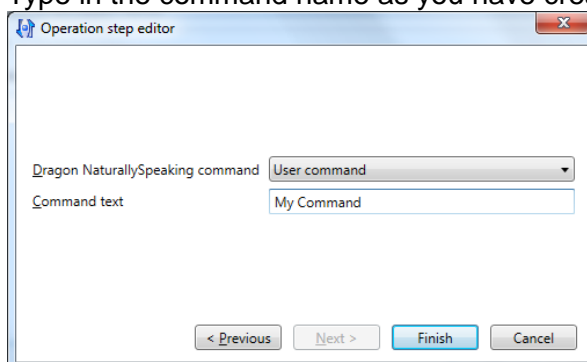 Type in the command name as you have crea
Operation step editor
Dragon NaturallySpeaking command User command
Command text My Command
< Previous Next > Finish Cancel